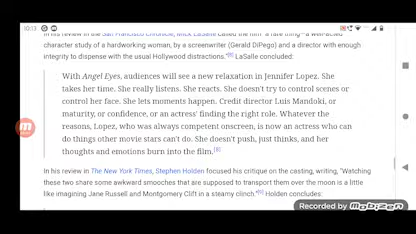 10:13
In his review in the San Francisco Chronicle, Mick LaSalle called the film "a rare thing—a well-acted
character study of a hardworking woman, by a screenwriter (Gerald DiPego) and a director with enough
integrity to dispense with the usual Hollywood distractions."[8] LaSalle concluded:
With Angel Eyes, audiences will see a new relaxation in Jennifer Lopez. She
takes her time. She really listens. She reacts. She doesn't try to control scenes or
control her face. She lets moments happen. Credit director Luis Mandoki, or
maturity, or confidence, or an actress' finding the right role. Whatever the
reasons, Lopez, who was always competent onscreen, is now an actress who can
do things other movie stars can't do. She doesn't push, just thinks, and her
thoughts and emotions burn into the film.[8]
In his review in The New York Times, Stephen Holden focused his critique on the casting, writing, "Watching
these two share some awkward smooches that are supposed to transport them over the moon is a little
like imagining Jane Russell and Montgomery Clift in a steamy clinch." Holden concludes:
Recorded by Mobizen